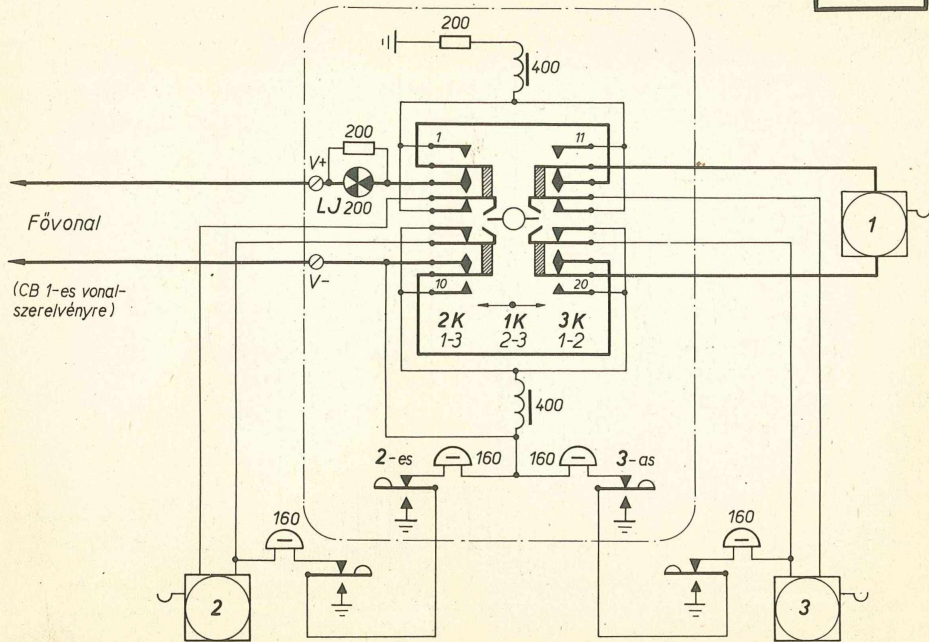 200
400
1
11
200
V+
LJ 200
Fővonal
1
V-
(CB 1-es vonal-
szerelvényre)
10
20
2K
1K
3K
1-3
2-3
1-2
400
2-es
160
160
3-as
160
160
2
3